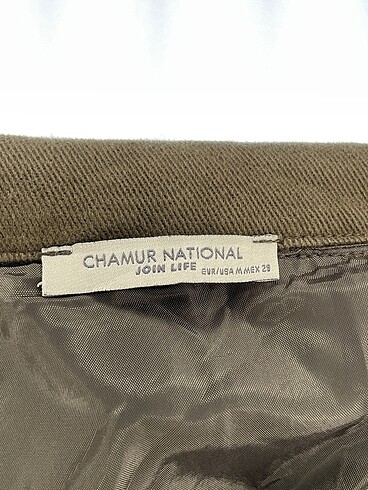 CHAMUR NATIONAL
JOIN LIFE EUR/USA M MEX 28